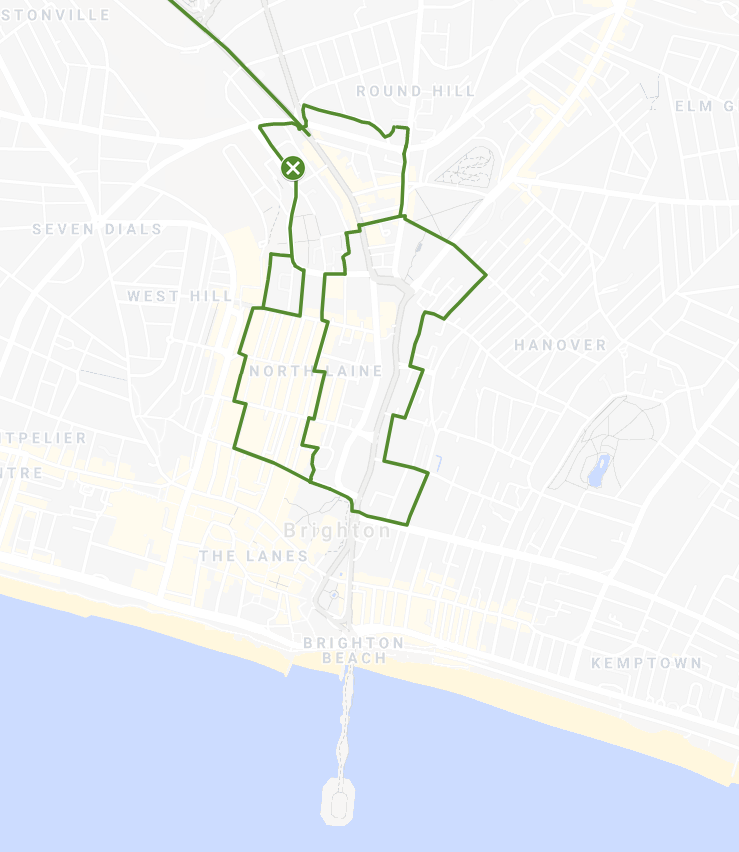 STONVILLE
ROUND HILL
ELM G
SEVEN DIALS
WEST HILL
HANOVER
NORTH LAINE
TPELIER
NTRE
Brighton
THE LANES
BRIGHTON
BEACH
KEMPTOWN